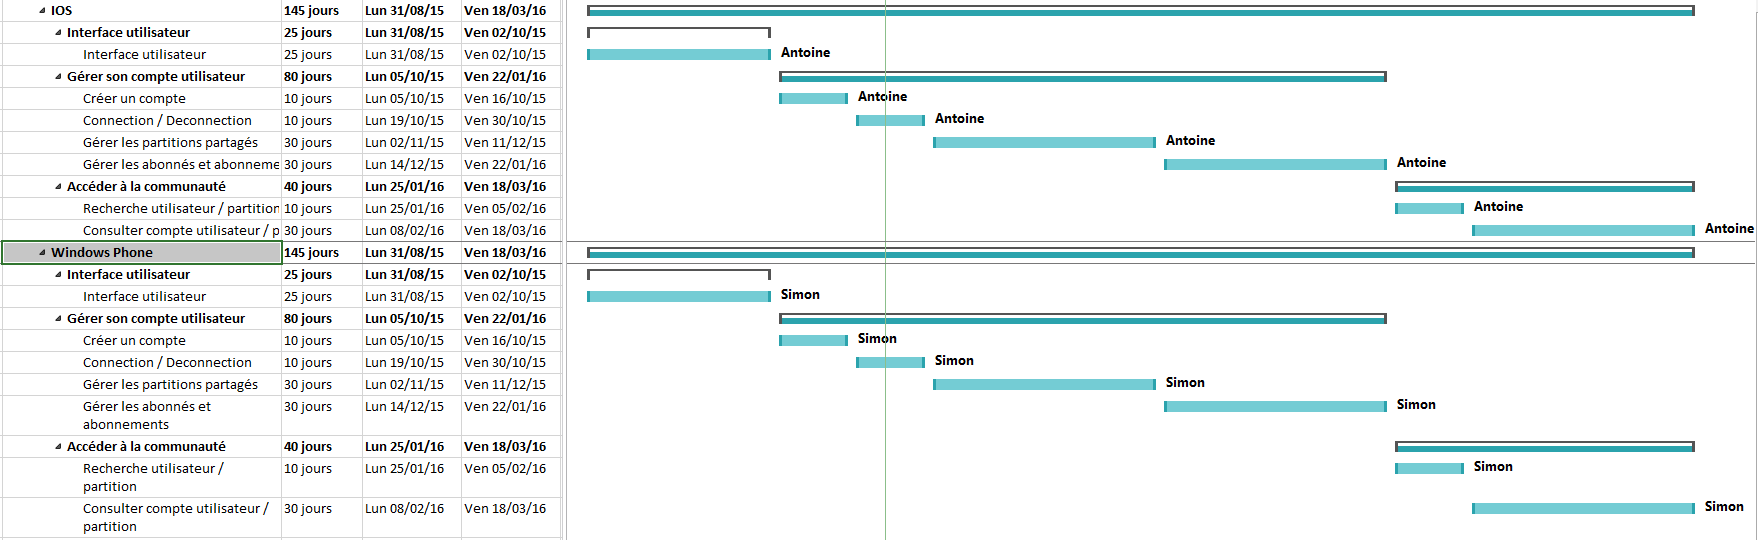 IOS 145 jours Lun 31/08/15 Ven 18/03/16
Interface utilisateur 25 jours Lun 31/08/15 Ven 02/10/15
Interface utilisateur 25 jours Lun 31/08/15 Ven 02/10/15 Antoine
Gérer son compte utilisateur 80 jours Lun 05/10/15 Ven 22/01/16
Créer un compte 10 jours Lun 05/10/15 Ven 16/10/15 Antoine
Connection / Deconnection 10 jours Lun 19/10/15 Ven 30/10/15 Antoine
Gérer les partitions partagés 30 jours Lun 02/11/15 Ven 11/12/15 Antoine
Gérer les abonnés et abonneme 30 jours Lun 14/12/15 Ven 22/01/16 Antoine
Accéder à la communauté 40 jours Lun 25/01/16 Ven 18/03/16
Recherche utilisateur / partition 10 jours Lun 25/01/16 Ven 05/02/16 Antoine
Consulter compte utilisateur / p 30 jours Lun 08/02/16 Ven 18/03/16 Antoine
Windows Phone 145 jours Lun 31/08/15 Ven 18/03/16
Interface utilisateur 25 jours Lun 31/08/15 Ven 02/10/15
Interface utilisateur 25 jours Lun 31/08/15 Ven 02/10/15 Simon
Gérer son compte utilisateur 80 jours Lun 05/10/15 Ven 22/01/16
Créer un compte 10 jours Lun 05/10/15 Ven 16/10/15 Simon
Connection / Deconnection 10 jours Lun 19/10/15 Ven 30/10/15 Simon
Gérer les partitions partagés 30 jours Lun 02/11/15 Ven 11/12/15 Simon
Gérer les abonnés et 30 jours Lun 14/12/15 Ven 22/01/16 Simon
abonnements
Accéder à la communauté 40 jours Lun 25/01/16 Ven 18/03/16
Recherche utilisateur / 10 jours Lun 25/01/16 Ven 05/02/16 Simon
partition
Consulter compte utilisateur / 30 jours Lun 08/02/16 Ven 18/03/16 Simon
partition